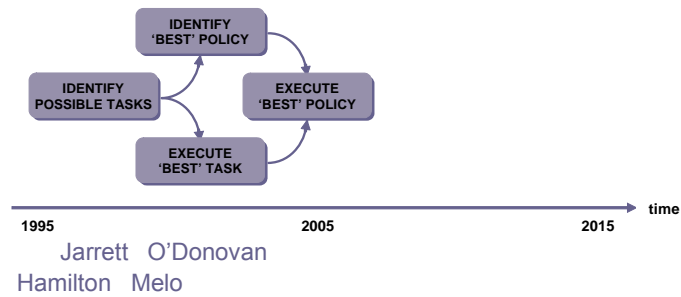 IDENTIFY
‘BEST’ POLICY
IDENTIFY
POSSIBLE TASKS
EXECUTE
‘BEST’ POLICY
EXECUTE
‘BEST’ TASK
time
1995 2005 2015
Jarrett O’Donovan
Hamilton Melo